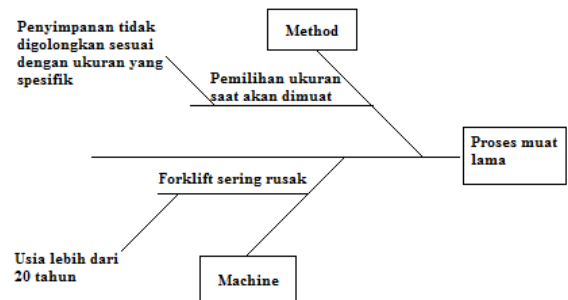 Penyimpanan tidak
digolongkan sesuai
dengan ukuran yang
spesifik
Method
Pemilihan ukuran
saat akan dimuat
Proses muat
lama
Forklift sering rusak
Usia lebih dari
20 tahun
Machine